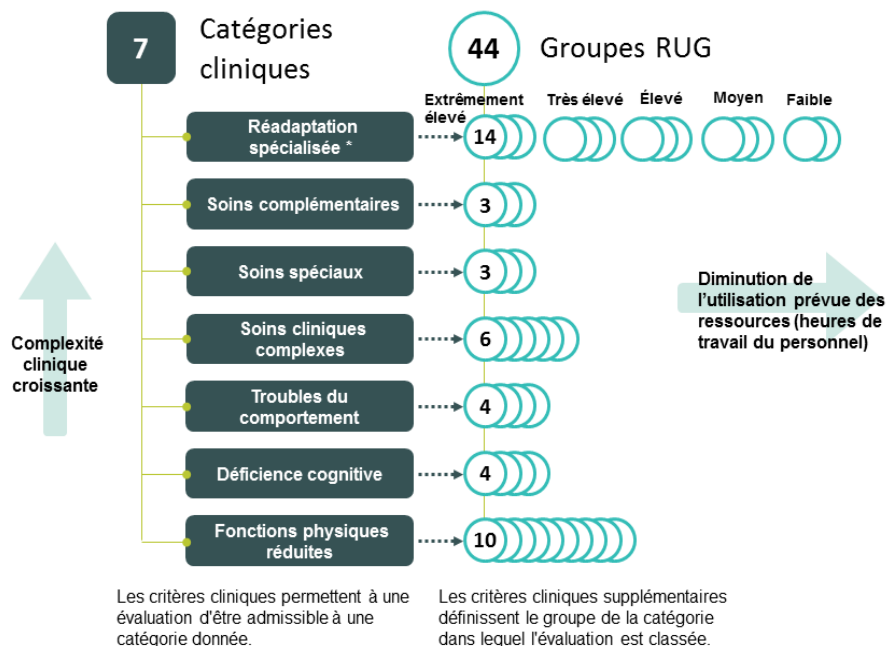 7
Catégories
cliniques
44
Groupes RUG
Extrêmement
élevé
Très élevé
Élevé
Moyen
Faible
Réadaptation
spécialisée *
14
Soins complémentaires
3
Soins spéciaux
3
Soins cliniques
complexes
6
Troubles du
comportement
4
Déficience cognitive
4
Fonctions physiques
réduites
10
Complexité
clinique
croissante
Diminution de
l’utilisation prévue des
ressources (heures de
travail du personnel)
Les critères cliniques permettent à une
évaluation d'être admissible à une
catégorie donnée.
Les critères cliniques supplémentaires
définissent le groupe de la catégorie
dans lequel l'évaluation est classée.